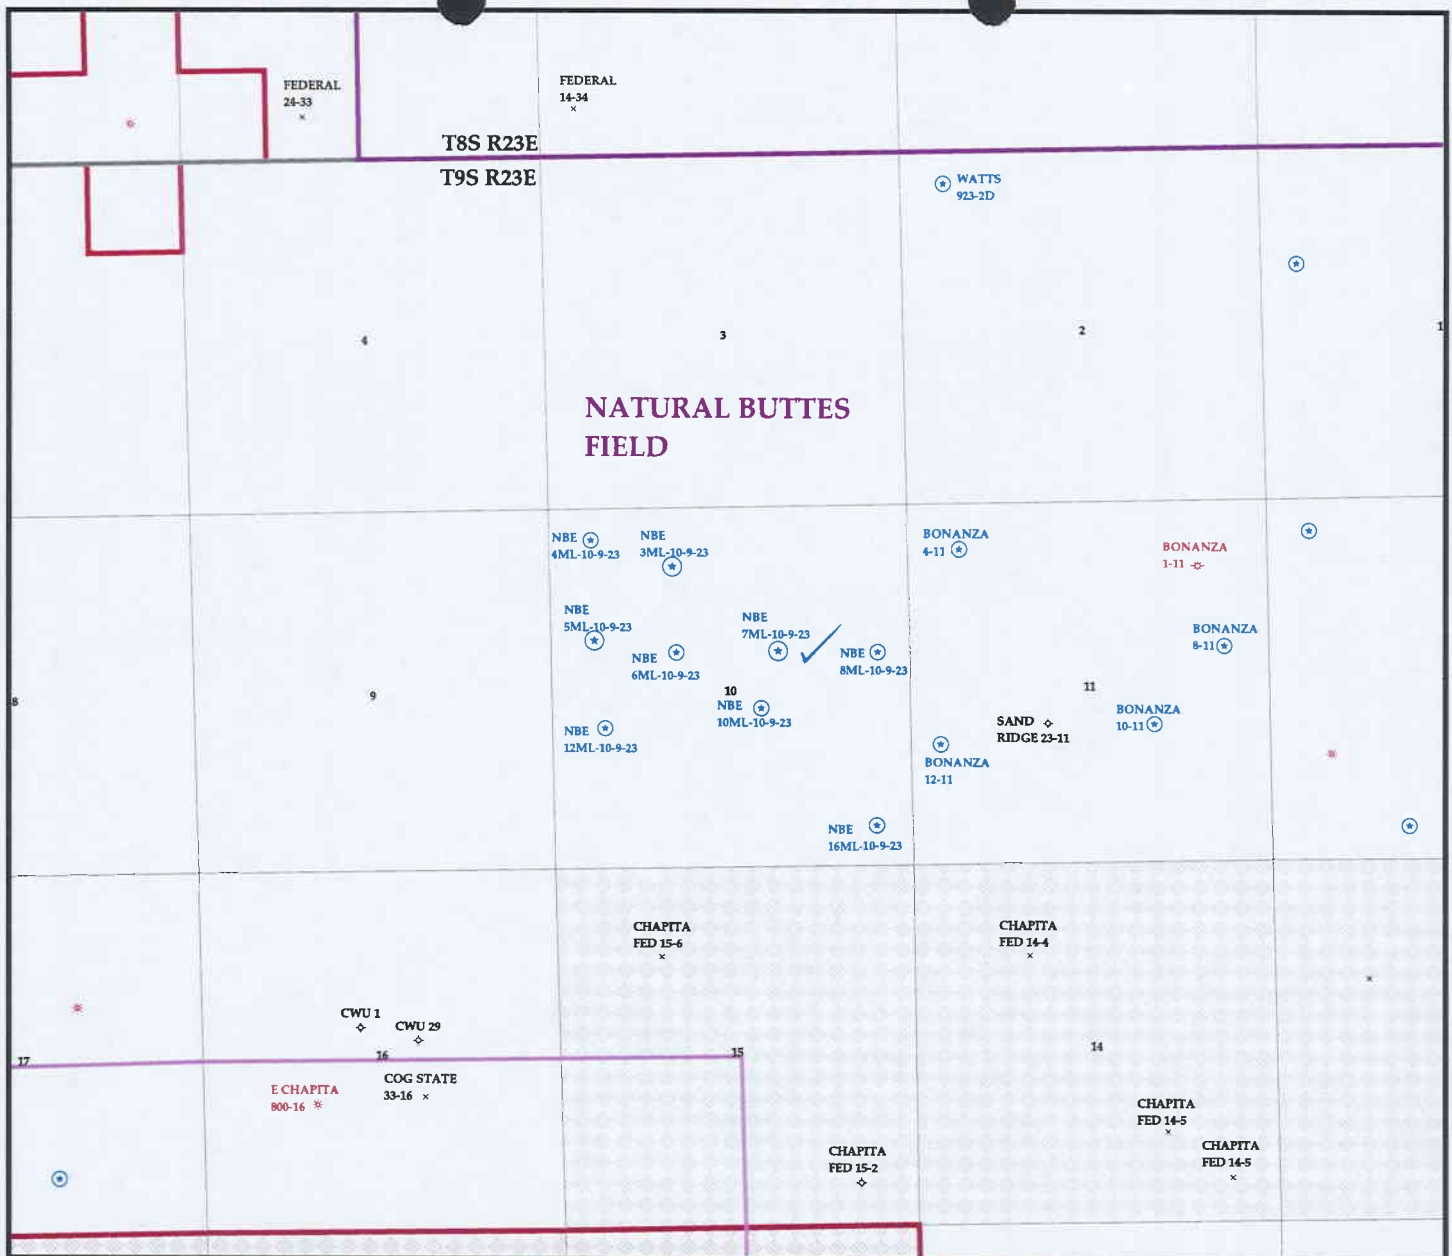 FEDERAL
24-33
FEDERAL
14-34
T8S R23E
T9S R23E
WATTS
923-2D
4
3
2
1
NATURAL BUTTES
FIELD
NBE
4ML-10-9-23
NBE
3ML-10-9-23
BONANZA
4-11
BONANZA
1-11
NBE
5ML-10-9-23
NBE
6ML-10-9-23
NBE
7ML-10-9-23
NBE
8ML-10-9-23
BONANZA
8-11
8
9
10
11
NBE
10ML-10-9-23
NBE
12ML-10-9-23
SAND
RIDGE 23-11
BONANZA
10-11
BONANZA
12-11
NBE
16ML-10-9-23
CHAPITA
FED 15-6
CHAPITA
FED 14-4
CWU 1
CWU 29
17
16
15
14
E CHAPITA
800-16
COG STATE
33-16
CHAPITA
FED 14-5
CHAPITA
FED 15-2
CHAPITA
FED 14-5